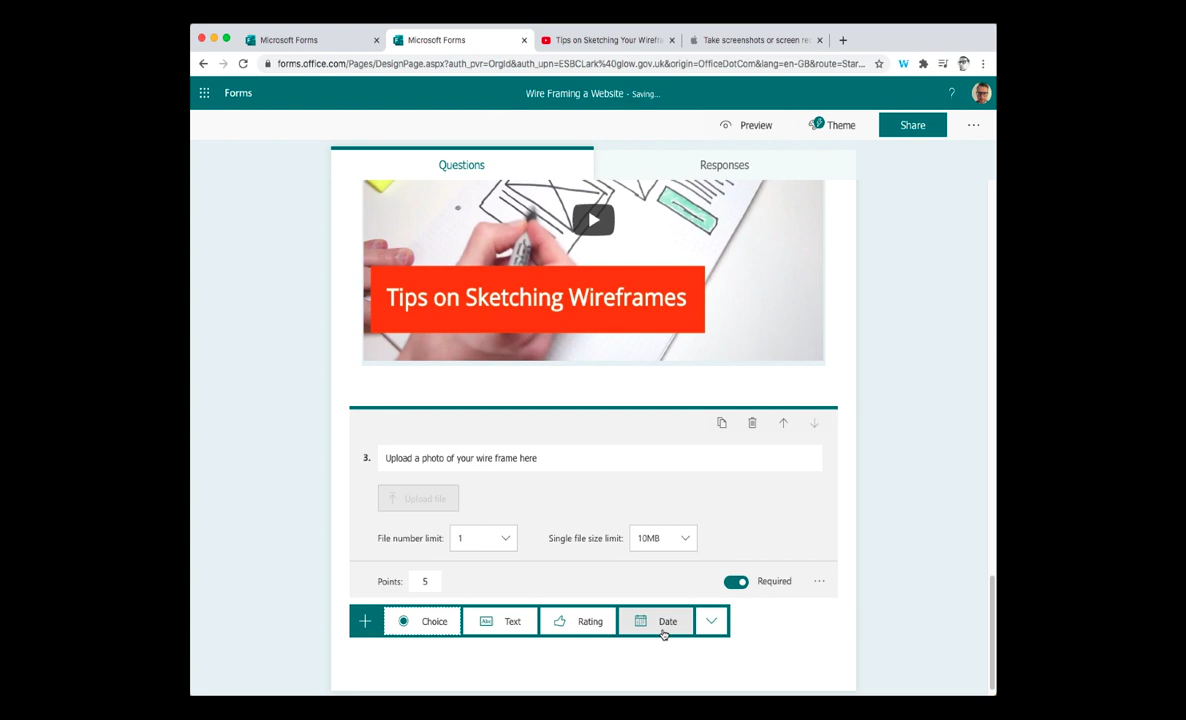 Microsoft Forms
Microsoft Forms
Tips on Sketching Your Wirefra
Take screenshots or screen re
forms.office.com/Pages/DesignPage.aspx?auth_pvr=OrgId&auth_upn=ESBCLark%40glow.gov.uk&origin=OfficeDotCom&lang=en-GB&route=Star...
W
Forms
Wire Framing a Website - Saving...
?
Preview
Theme
Share
Questions
Responses
Tips on Sketching Wireframes
3. Upload a photo of your wire frame here
Upload file
File number limit: 1
Single file size limit: 10MB
Points: 5
Required
Choice
Abc Text
Rating
Date